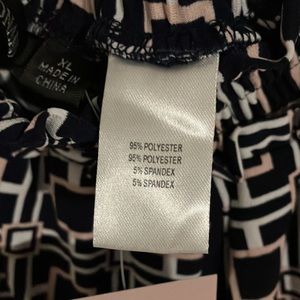 XL
MADE IN
CHINA
95% POLYESTER
95% POLYESTER
5% SPANDEX
5% SPANDEX